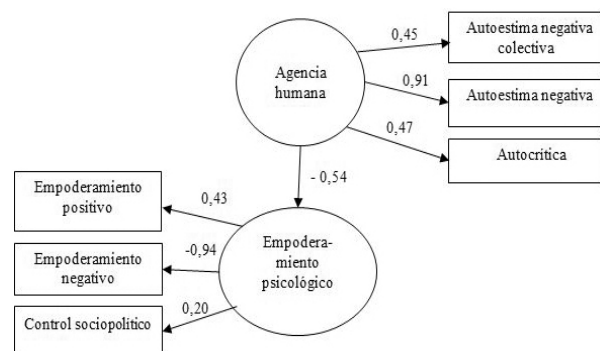 Autoestima negativa
colectiva
0,45
Agencia
humana
0,91
Autoestima negativa
0,47
Autocritica
- 0,54
Empoderamiento
positivo
0,43
Empodera-
miento
psicológico
-0,94
Empoderamiento
negativo
0,20
Control sociopolítico